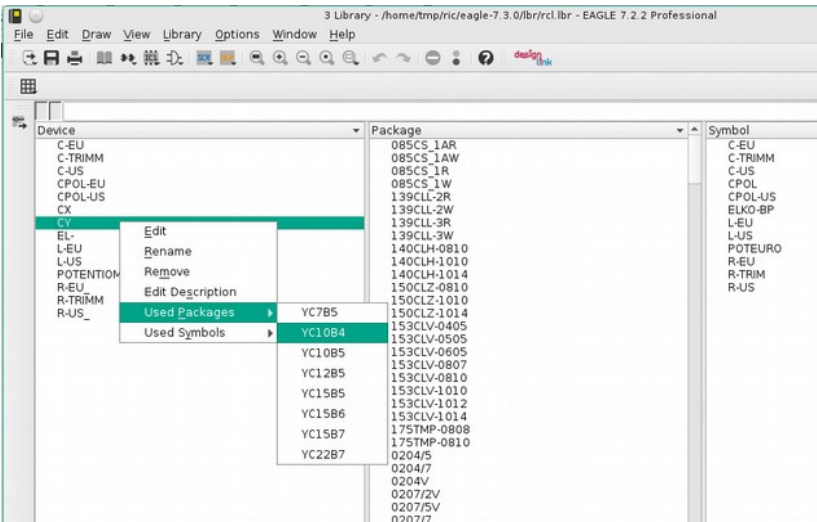 3 Library - /home/tmp/ric/eagle-7.3.0/lbr/rcl.lbr - EAGLE 7.2.2 Professional
File Edit Draw View Library Options Window Help
SCR ULP design link
Device
C-EU
C-TRIMM
C-US
CPOL-EU
CPOL-US
CX
CY
EL-
L-EU
L-US
POTENTIOM
R-EU_
R-TRIMM
R-US_
Edit
Rename
Remove
Edit Description
Used Packages
Used Symbols
YC7B5
YC10B4
YC10B5
YC12B5
YC15B5
YC15B6
YC15B7
YC22B7
Package
085CS_1AR
085CS_1AW
085CS_1R
085CS_1W
139CLL-2R
139CLL-2W
139CLL-3R
139CLL-3W
140CLH-0810
140CLH-1010
140CLH-1014
150CLZ-0810
150CLZ-1010
150CLZ-1014
153CLV-0405
153CLV-0505
153CLV-0605
153CLV-0807
153CLV-0810
153CLV-1010
153CLV-1012
153CLV-1014
175TMP-0808
175TMP-0810
0204/5
0204/7
0204V
0207/2V
0207/5V
0207/7
Symbol
C-EU
C-TRIMM
C-US
CPOL
CPOL-US
ELKO-BP
L-EU
L-US
POTEURO
R-EU
R-TRIM
R-US